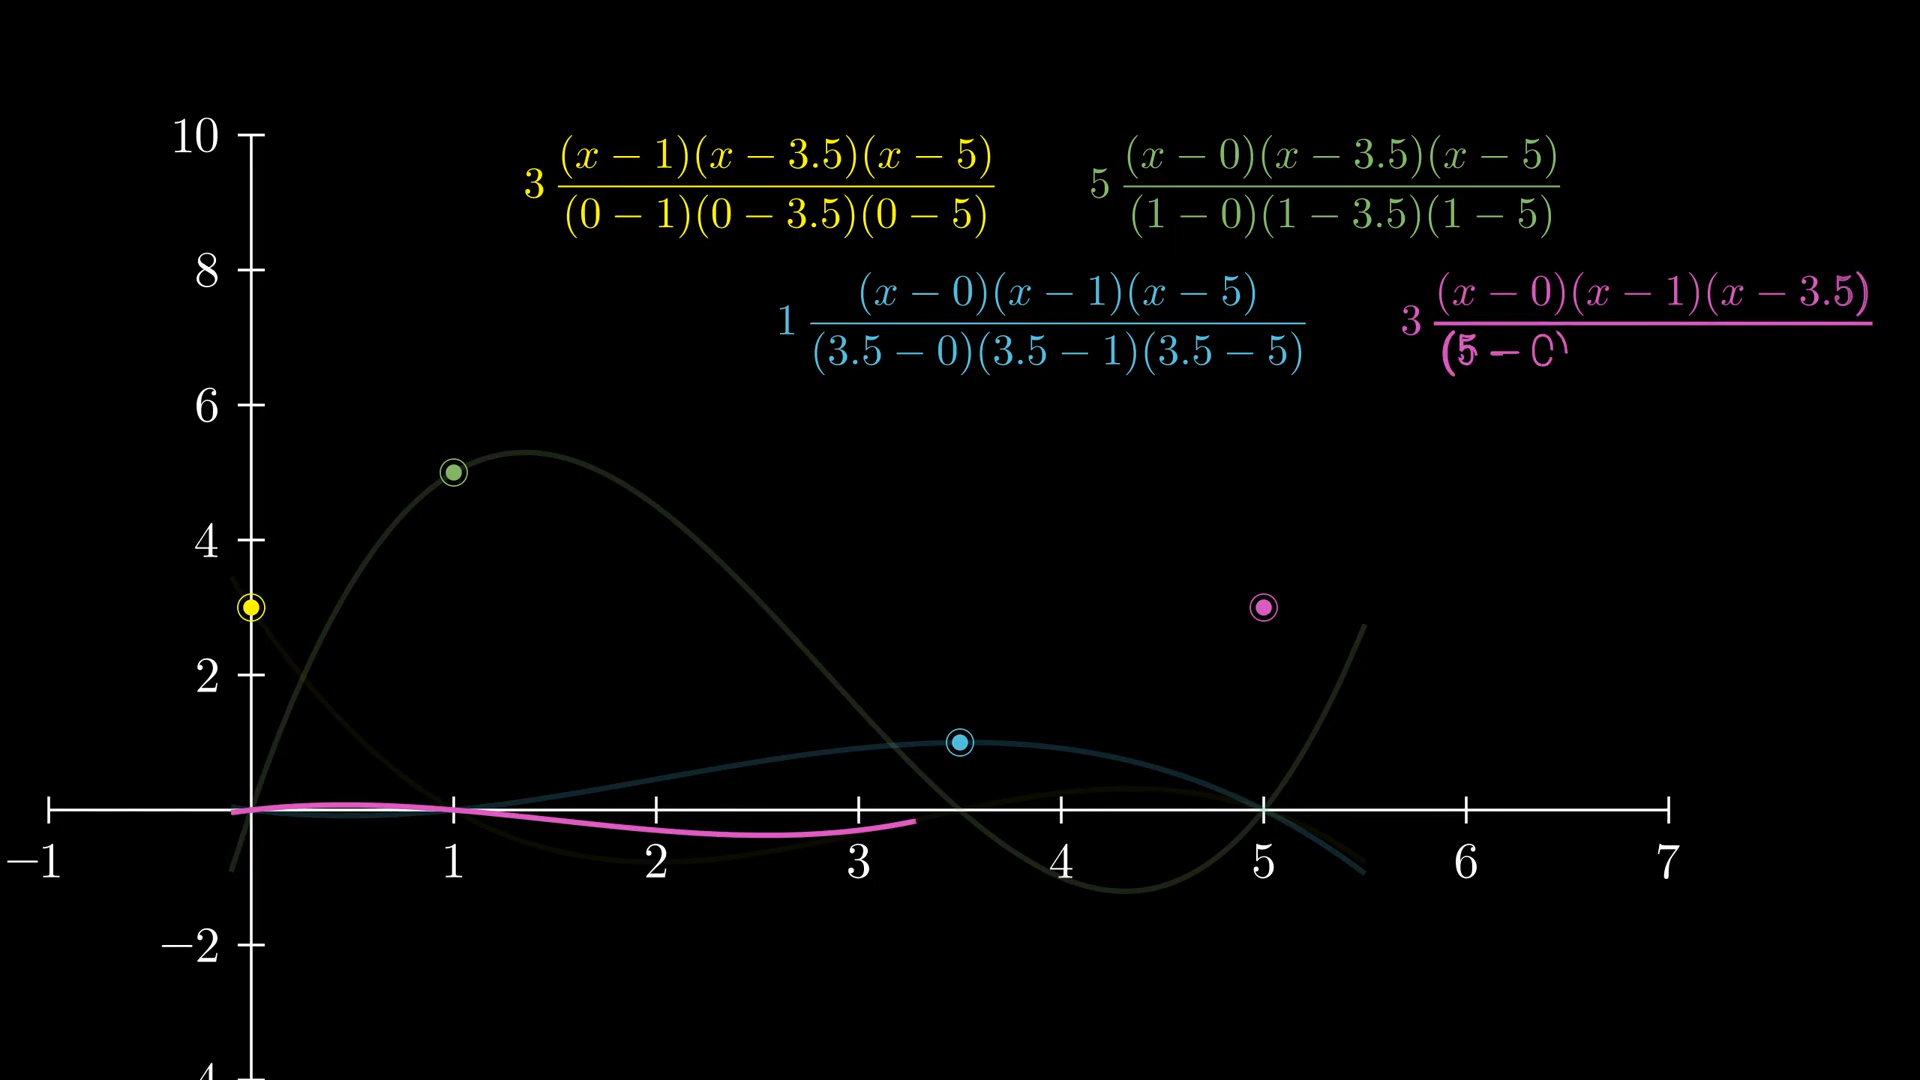 10
3 (x − 1)(x − 3.5)(x − 5) / (0 − 1)(0 − 3.5)(0 − 5)
5 (x − 0)(x − 3.5)(x − 5) / (1 − 0)(1 − 3.5)(1 − 5)
8
1 (x − 0)(x − 1)(x − 5) / (3.5 − 0)(3.5 − 1)(3.5 − 5)
3 (x − 0)(x − 1)(x − 3.5) / (5 − 0)
6
4
2
−1 1 2 3 4 5 6 7
−2